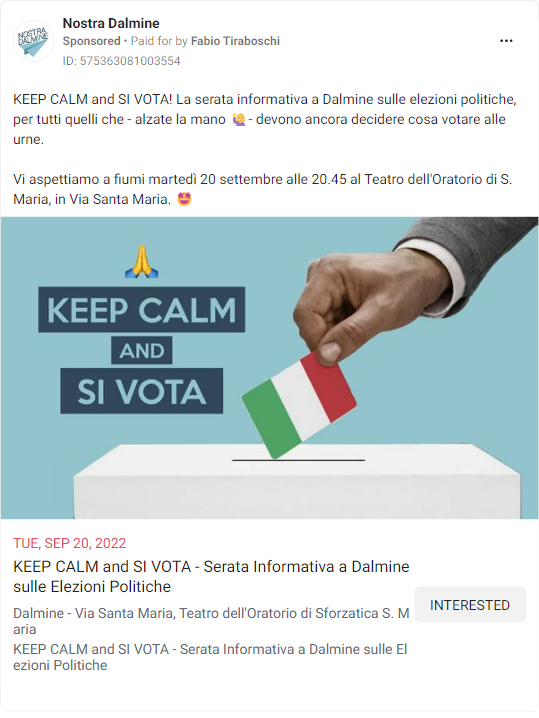 NOSTRA
DALMINE
Nostra Dalmine
Sponsored • Paid for by Fabio Tiraboschi
ID: 575363081003554
KEEP CALM and SI VOTA! La serata informativa a Dalmine sulle elezioni politiche,
per tutti quelli che - alzate la mano 🙋 - devono ancora decidere cosa votare alle
urne.
Vi aspettiamo a fiumi martedì 20 settembre alle 20.45 al Teatro dell'Oratorio di S.
Maria, in Via Santa Maria. 🤩
KEEP CALM
AND
SI VOTA
TUE, SEP 20, 2022
KEEP CALM and SI VOTA - Serata Informativa a Dalmine
sulle Elezioni Politiche
INTERESTED
Dalmine - Via Santa Maria, Teatro dell'Oratorio di Sforzatica S. M
aria
KEEP CALM and SI VOTA - Serata Informativa a Dalmine sulle El
ezioni Politiche